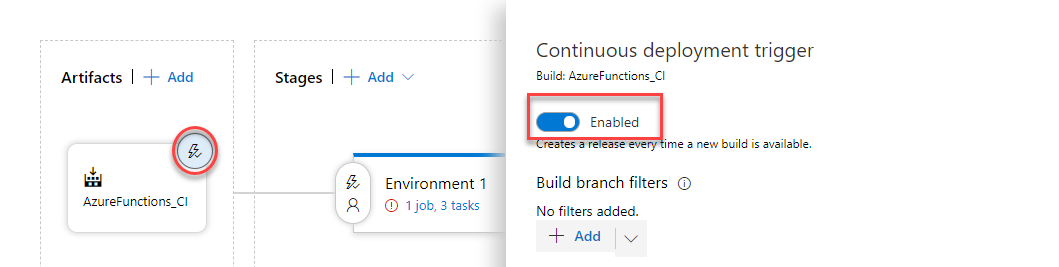 Artifacts | + Add
Stages | + Add
AzureFunctions_CI
Environment 1
1 job, 3 tasks
Continuous deployment trigger
Build: AzureFunctions_CI
Enabled
Creates a release every time a new build is available.
Build branch filters
No filters added.
+ Add